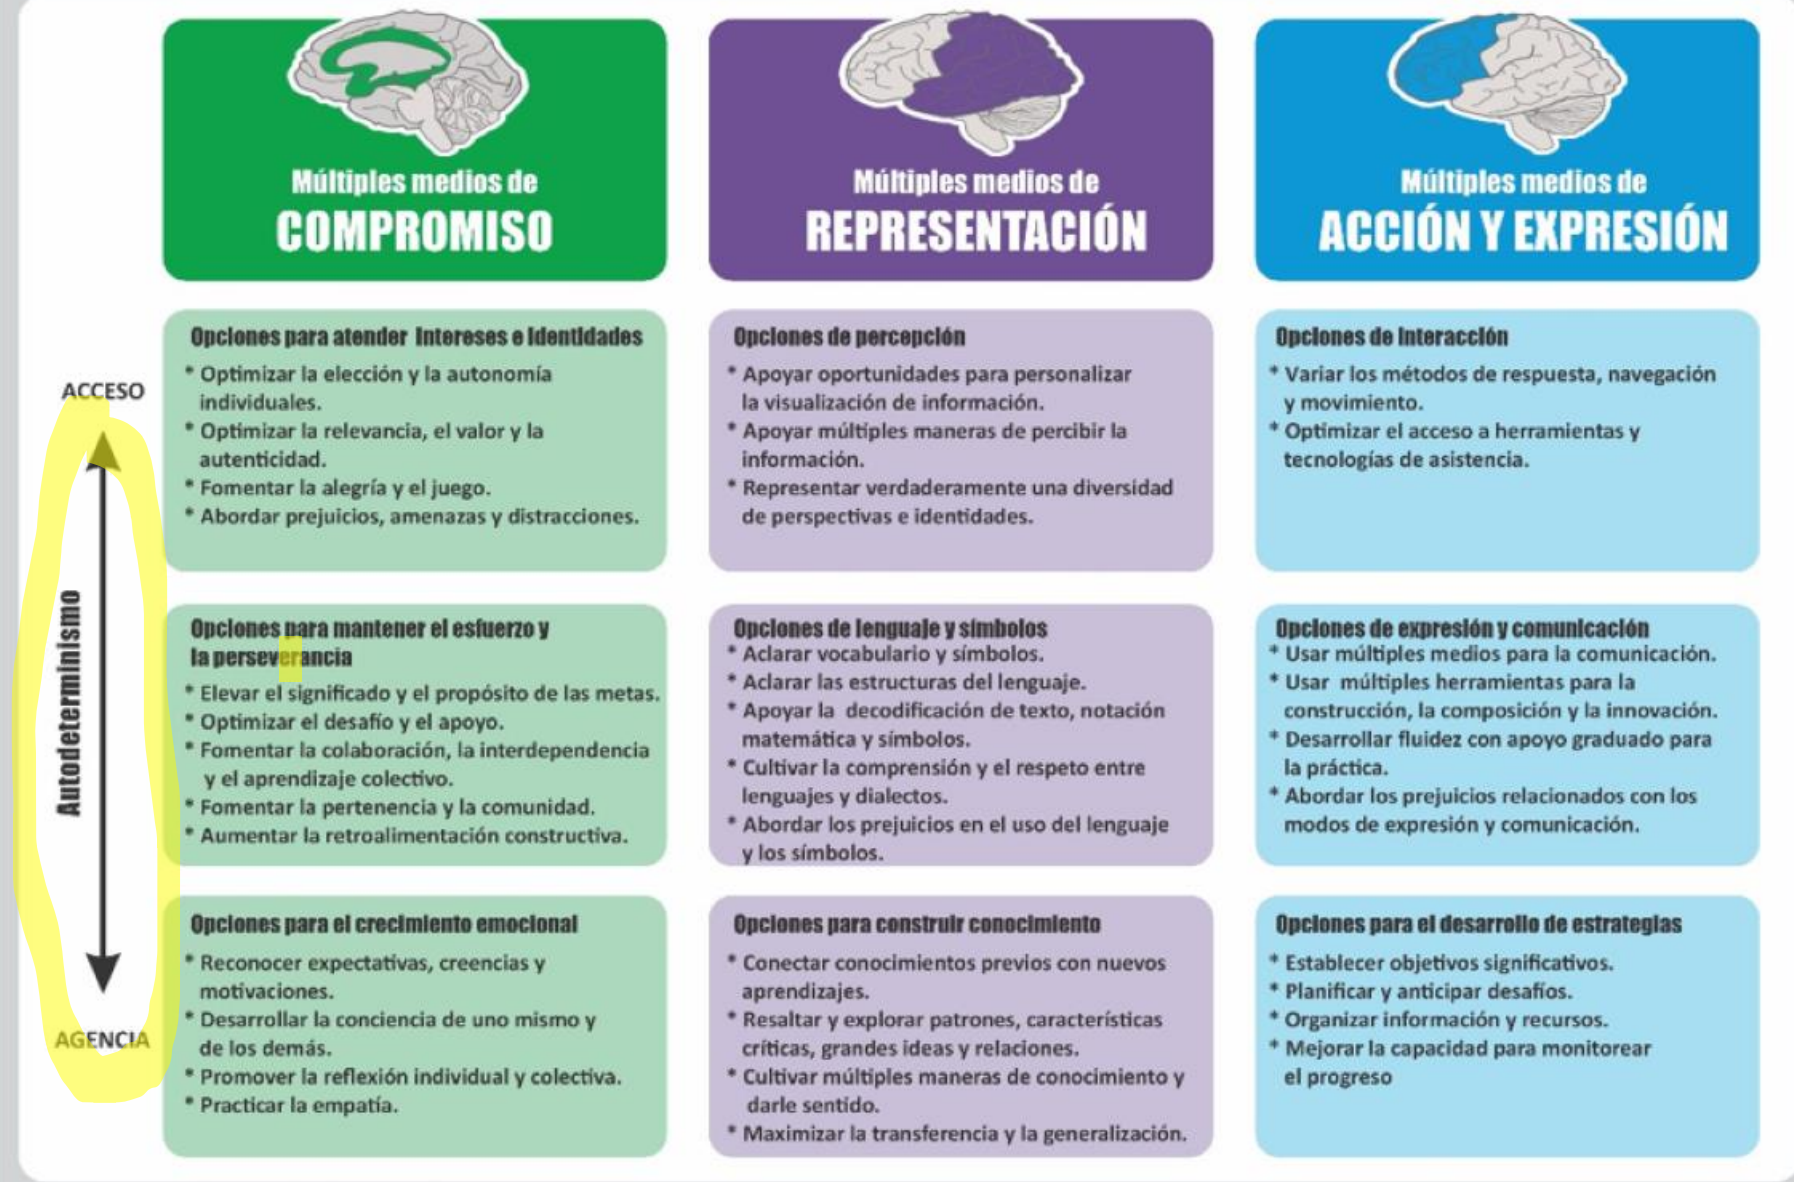 Múltiples medios de
COMPROMISO
Múltiples medios de
REPRESENTACIÓN
Múltiples medios de
ACCIÓN Y EXPRESIÓN
ACCESO
Autodeterminismo
AGENCIA
Opciones para atender Intereses e Identidades
* Optimizar la elección y la autonomía
individuales.
* Optimizar la relevancia, el valor y la
autenticidad.
* Fomentar la alegría y el juego.
* Abordar prejuicios, amenazas y distracciones.
Opciones de percepción
* Apoyar oportunidades para personalizar
la visualización de información.
* Apoyar múltiples maneras de percibir la
información.
* Representar verdaderamente una diversidad
de perspectivas e identidades.
Opciones de Interacción
* Variar los métodos de respuesta, navegación
y movimiento.
* Optimizar el acceso a herramientas y
tecnologías de asistencia.
Opciones para mantener el esfuerzo y
la perseverancia
* Elevar el significado y el propósito de las metas.
* Optimizar el desafío y el apoyo.
* Fomentar la colaboración, la interdependencia
y el aprendizaje colectivo.
* Fomentar la pertenencia y la comunidad.
* Aumentar la retroalimentación constructiva.
Opciones de lenguaje y símbolos
* Aclarar vocabulario y símbolos.
* Aclarar las estructuras del lenguaje.
* Apoyar la decodificación de texto, notación
matemática y símbolos.
* Cultivar la comprensión y el respeto entre
lenguajes y dialectos.
* Abordar los prejuicios en el uso del lenguaje
y los símbolos.
Opciones de expresión y comunicación
* Usar múltiples medios para la comunicación.
* Usar múltiples herramientas para la
construcción, la composición y la innovación.
* Desarrollar fluidez con apoyo graduado para
la práctica.
* Abordar los prejuicios relacionados con los
modos de expresión y comunicación.
Opciones para el crecimiento emocional
* Reconocer expectativas, creencias y
motivaciones.
* Desarrollar la conciencia de uno mismo y
de los demás.
* Promover la reflexión individual y colectiva.
* Practicar la empatía.
Opciones para construir conocimiento
* Conectar conocimientos previos con nuevos
aprendizajes.
* Resaltar y explorar patrones, características
críticas, grandes ideas y relaciones.
* Cultivar múltiples maneras de conocimiento y
darle sentido.
* Maximizar la transferencia y la generalización.
Opciones para el desarrollo de estrategias
* Establecer objetivos significativos.
* Planificar y anticipar desafíos.
* Organizar información y recursos.
* Mejorar la capacidad para monitorear
el progreso